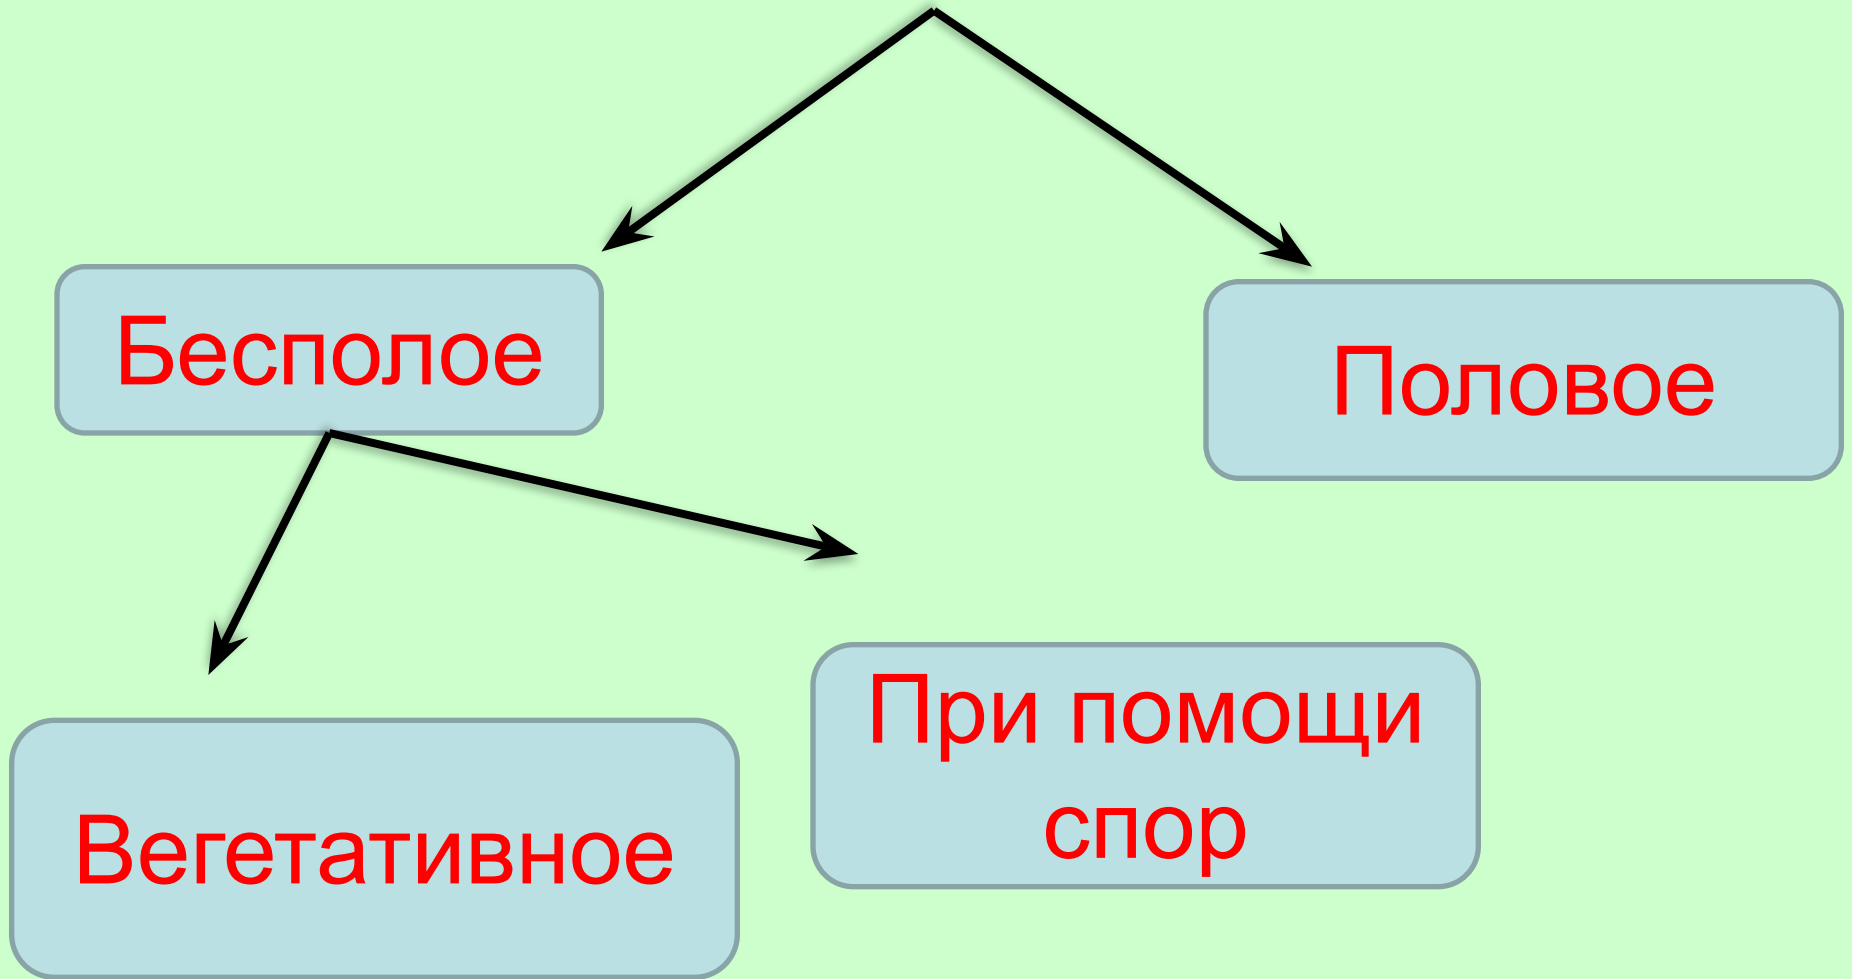 Бесполое
Половое
При помощи
спор
Вегетативное